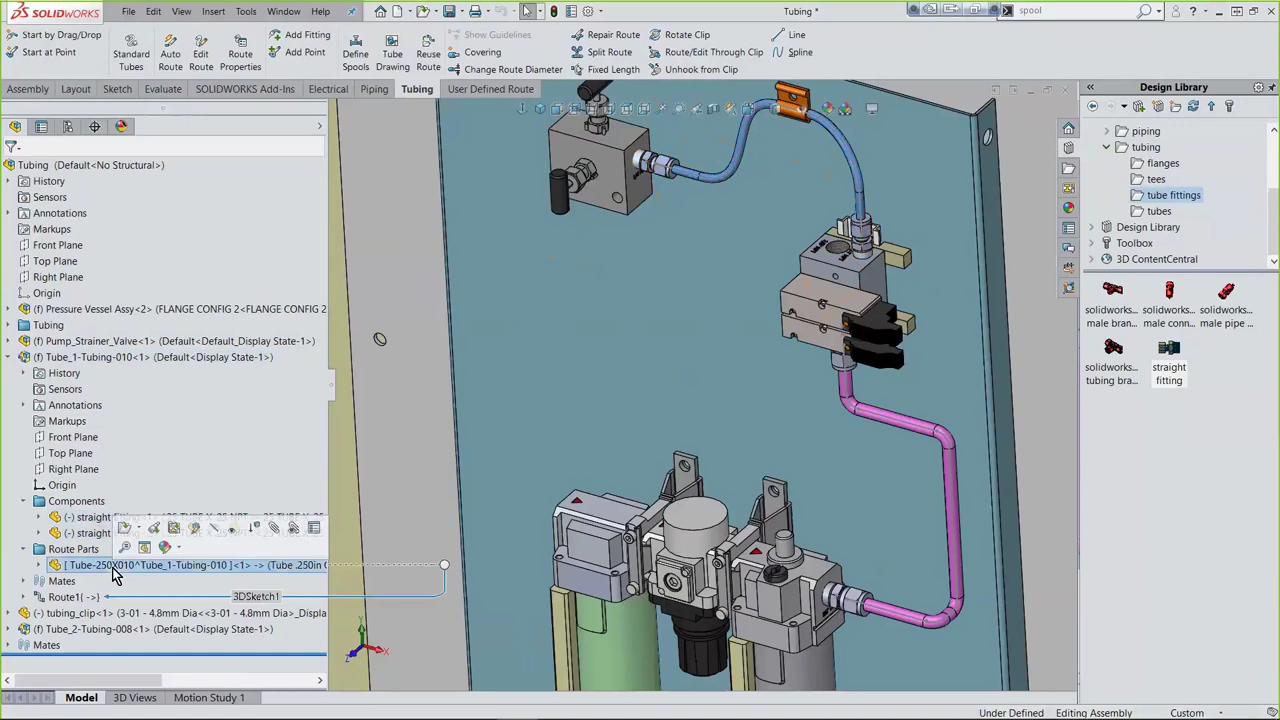 SOLIDWORKS
File
Edit
View
Insert
Tools
Window
Help
Tubing *
spool
Start by Drag/Drop
Start at Point
Standard
Tubes
Auto
Route
Edit
Route
Route
Properties
Add Fitting
Add Point
Define
Spools
Tube
Drawing
Reuse
Route
Show Guidelines
Covering
Change Route Diameter
Repair Route
Split Route
Fixed Length
Rotate Clip
Route/Edit Through Clip
Unhook from Clip
Line
Spline
Assembly
Layout
Sketch
Evaluate
SOLIDWORKS Add-Ins
Electrical
Piping
Tubing
User Defined Route
Tubing (Default<No Structural>)
History
Sensors
Annotations
Markups
Front Plane
Top Plane
Right Plane
Origin
(f) Pressure Vessel Assy<2> (FLANGE CONFIG 2<FLANGE CONFIG 2
Tubing
(f) Pump_Strainer_Valve<1> (Default<Default_Display State-1>)
(f) Tube_1-Tubing-010<1> (Default<Display State-1>)
History
Sensors
Annotations
Markups
Front Plane
Top Plane
Right Plane
Origin
Components
(-) straight
(-) straight
Route Parts
[ Tube-250X010^Tube_1-Tubing-010 ]<1> -> (Tube .250in
Mates
Route1( ->)
3DSketch1
(-) tubing_clip<1> (3-01 - 4.8mm Dia<<3-01 - 4.8mm Dia>_Displa
(f) Tube_2-Tubing-008<1> (Default<Display State-1>)
Mates
Model
3D Views
Motion Study 1
Design Library
piping
tubing
flanges
tees
tube fittings
tubes
Design Library
Toolbox
3D ContentCentral
solidworks...
male bran...
solidworks...
male conn...
solidworks...
male pipe ...
solidworks...
tubing bra...
straight
fitting
Under Defined
Editing Assembly
Custom